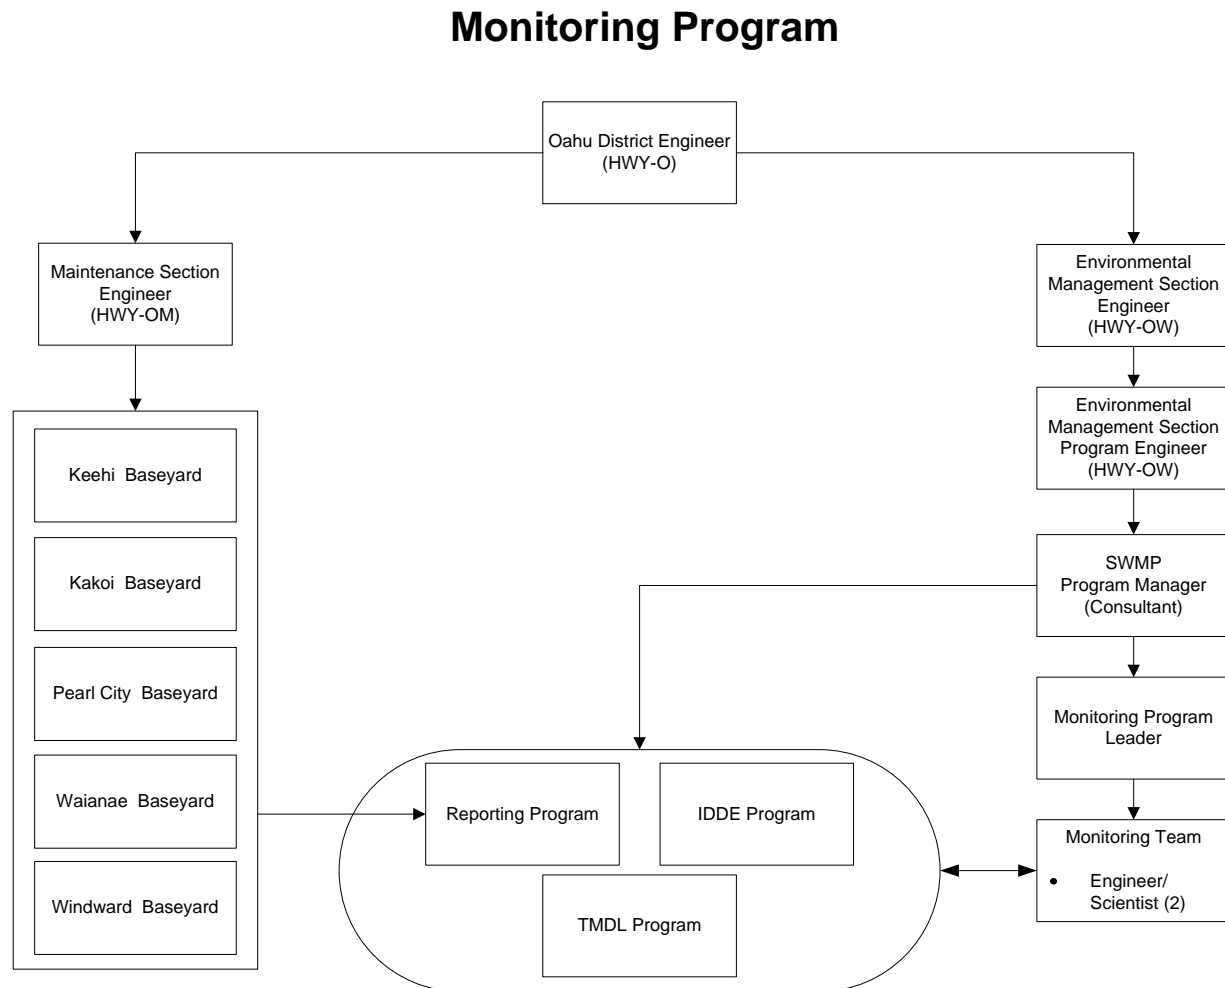 Monitoring Program
Oahu District Engineer
(HWY-O)
Maintenance Section
Engineer
(HWY-OM)
Environmental
Management Section
Engineer
(HWY-OW)
Environmental
Management Section
Program Engineer
(HWY-OW)
Keehi  Baseyard
Kakoi  Baseyard
Pearl City  Baseyard
Waianae  Baseyard
Windward  Baseyard
SWMP
Program Manager
(Consultant)
Monitoring Program
Leader
Reporting Program
IDDE Program
TMDL Program
Monitoring Team
• Engineer/
Scientist (2)